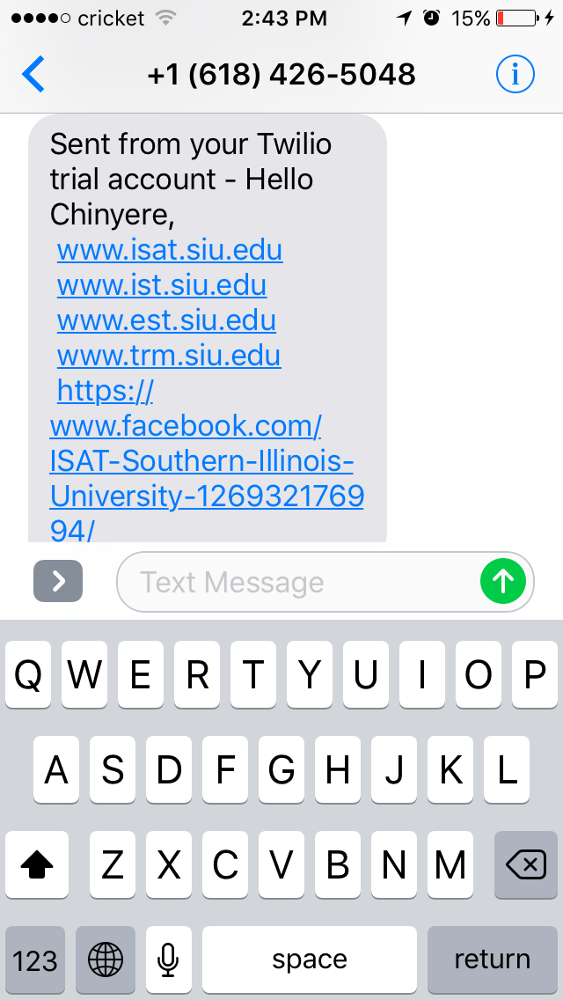 cricket 2:43 PM 15%
+1 (618) 426-5048 i
Sent from your Twilio
trial account - Hello
Chinyere,
www.isat.siu.edu
www.ist.siu.edu
www.est.siu.edu
www.trm.siu.edu
https://
www.facebook.com/
ISAT-Southern-Illinois-
University-1269321769
94/
Text Message
Q W E R T Y U I O P
A S D F G H J K L
Z X C V B N M
123 space return